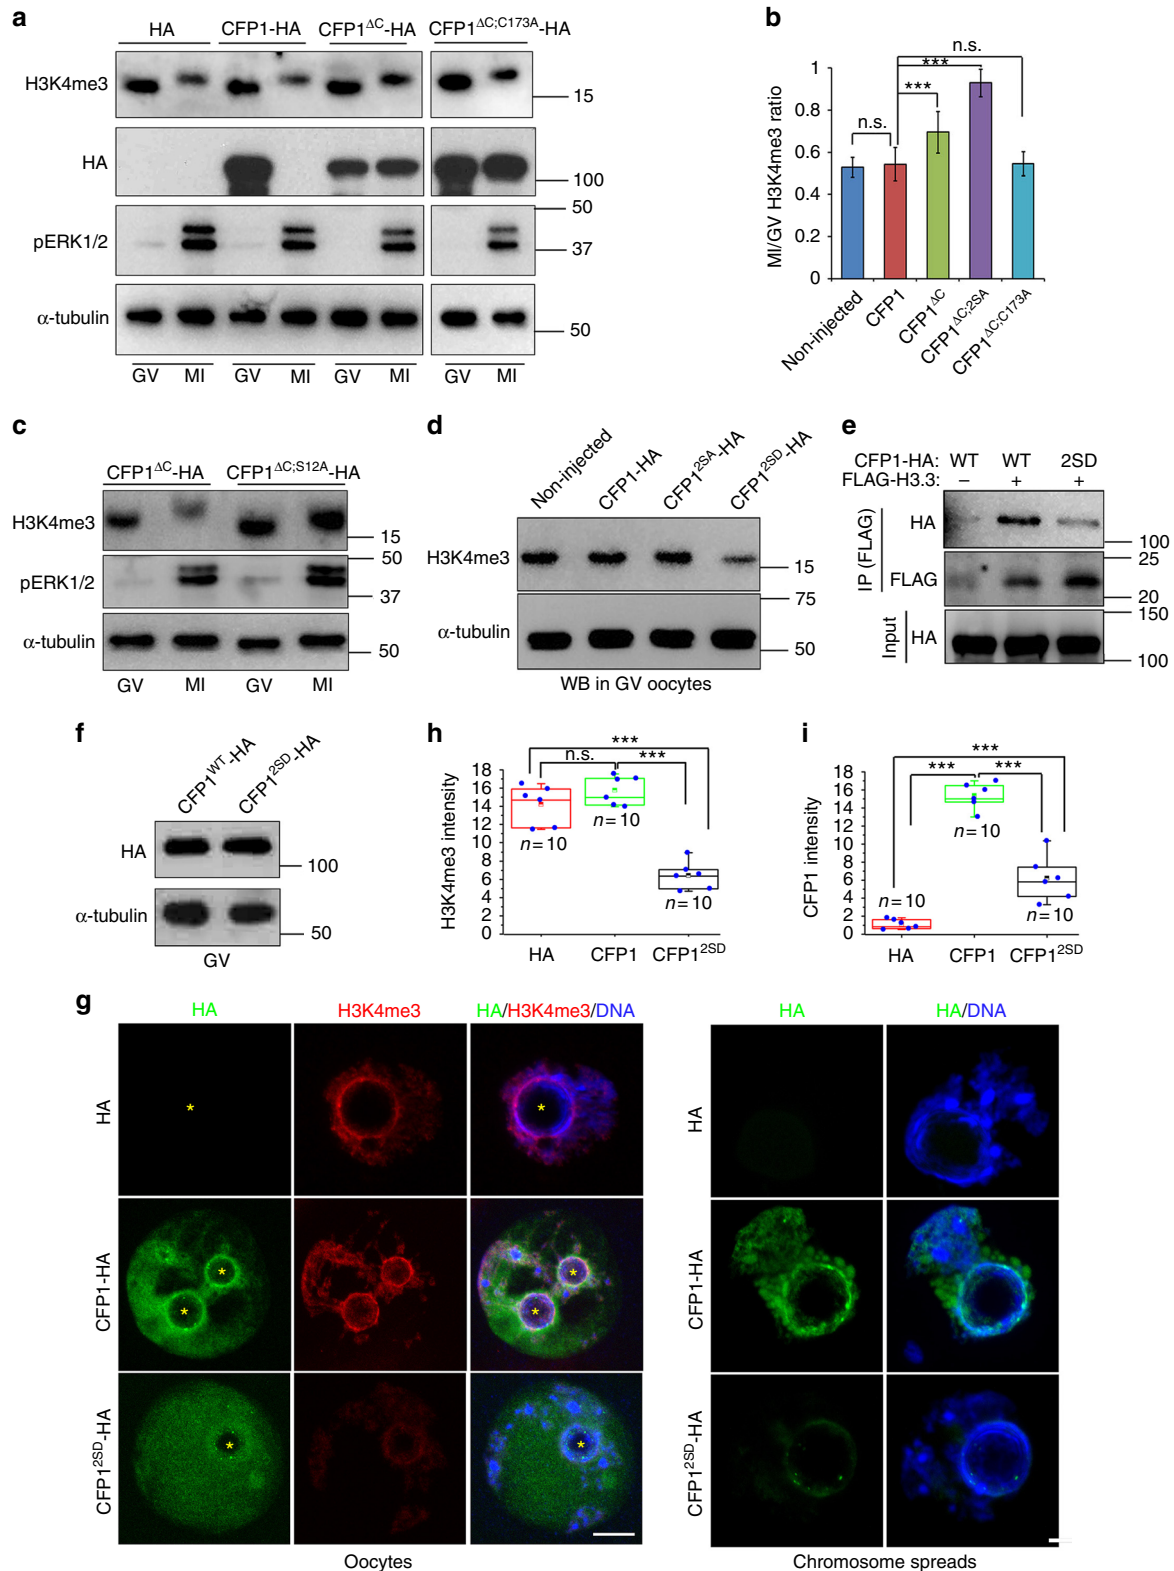 a
HA CFP1-HA CFP1ΔC-HA CFP1ΔC;C173A-HA
H3K4me3
15
HA
100
pERK1/2
50
37
α-tubulin
50
GV MI GV MI GV MI GV MI
b
n.s.
***
***
n.s.
MI/GV H3K4me3 ratio
1
0.8
0.6
0.4
0.2
0
Non-injected
CFP1
CFP1ΔC
CFP1ΔC;2SA
CFP1ΔC;C173A
c
CFP1ΔC-HA CFP1ΔC;S12A-HA
H3K4me3
15
pERK1/2
50
37
α-tubulin
50
GV MI GV MI
d
Non-injected
CFP1-HA
CFP12SA-HA
CFP12SD-HA
H3K4me3
15
75
α-tubulin
50
WB in GV oocytes
e
CFP1-HA: WT WT 2SD
FLAG-H3.3: – + +
IP (FLAG)
HA
100
25
FLAG
20
150
Input
HA
100
f
CFP1WT-HA
CFP12SD-HA
HA
100
α-tubulin
50
GV
h
***
n.s. ***
H3K4me3 intensity
18
16
14
12
10
8
6
4
2
0
n=10
n=10
n=10
HA CFP1 CFP12SD
i
***
*** ***
CFP1 intensity
18
16
14
12
10
8
6
4
2
0
n=10
n=10
n=10
HA CFP1 CFP12SD
g
HA H3K4me3 HA/H3K4me3/DNA HA HA/DNA
HA
* *
HA
CFP1-HA
* *
* *
CFP1-HA
CFP12SD-HA
* *
CFP12SD-HA
Oocytes
Chromosome spreads